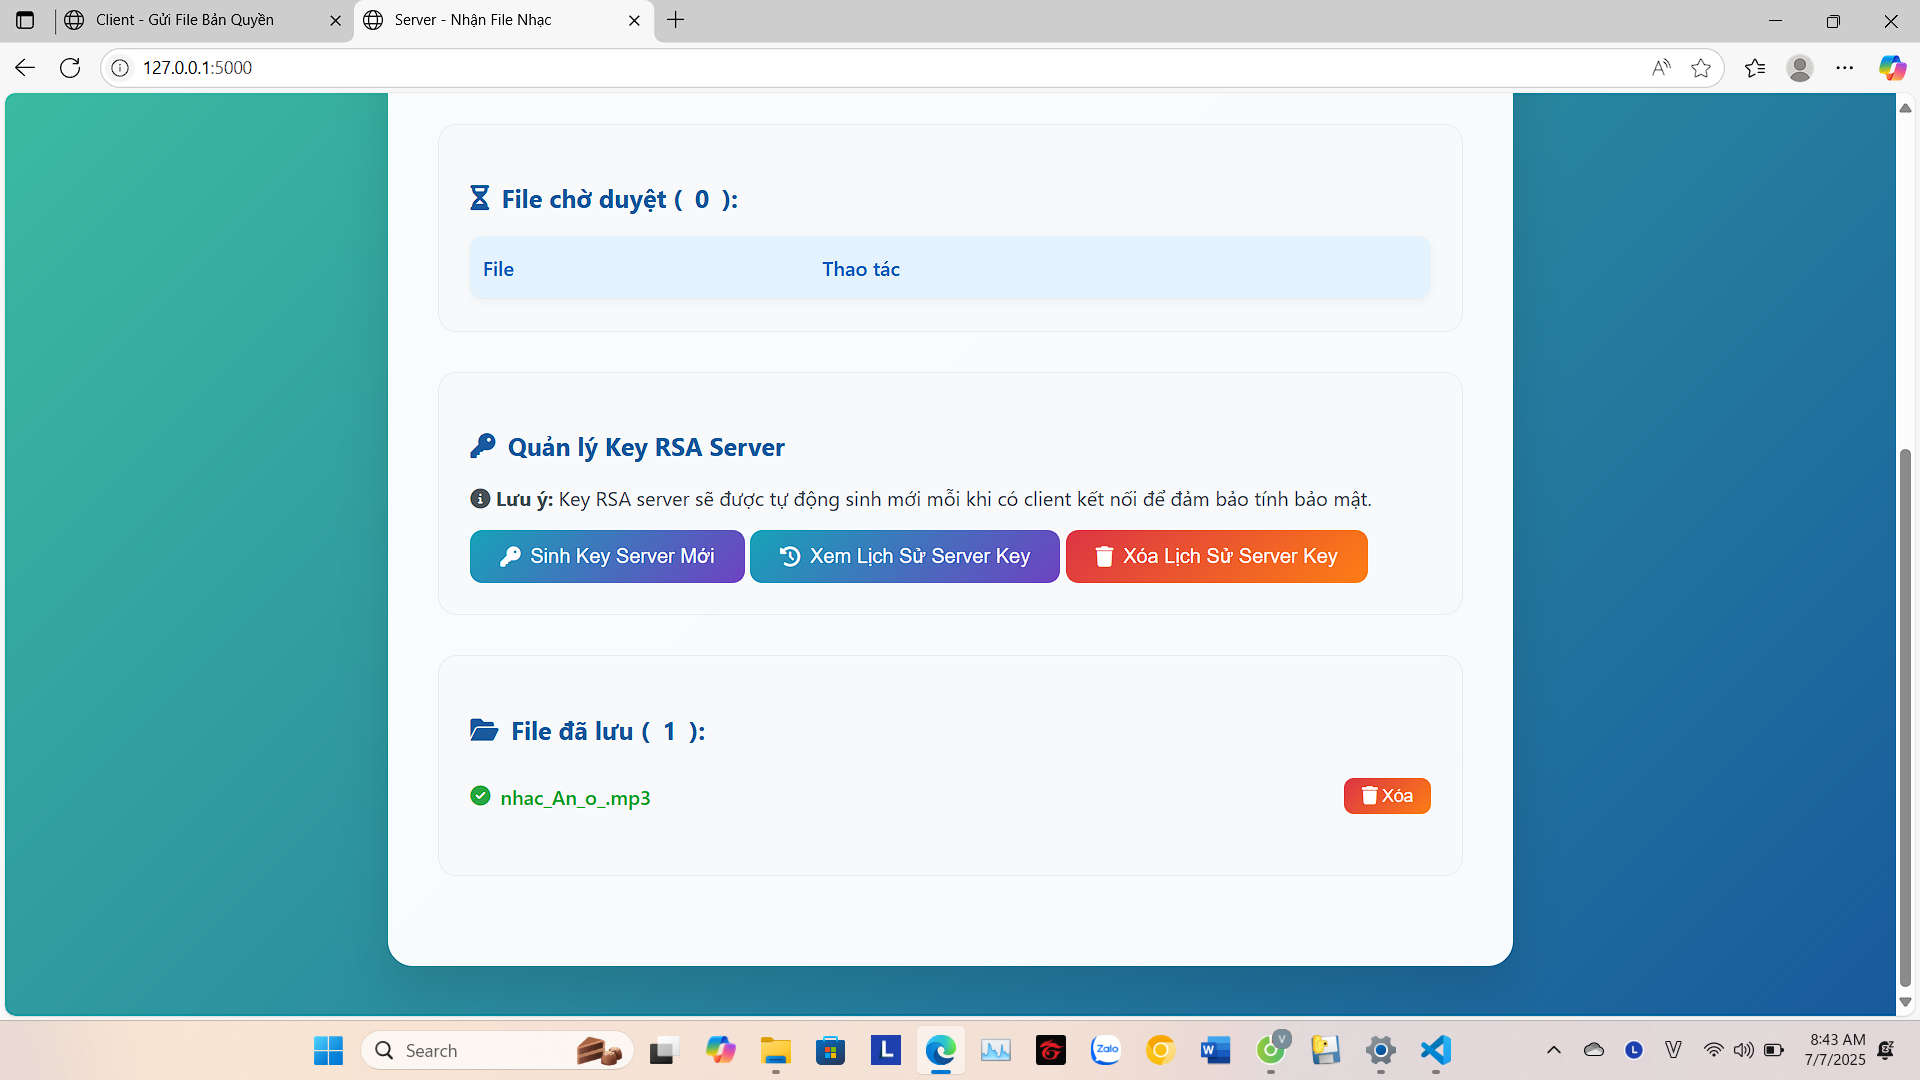 Client - Gửi File Bản Quyền
Server - Nhận File Nhạc
127.0.0.1:5000
File chờ duyệt ( 0 ):
File
Thao tác
Quản lý Key RSA Server
Lưu ý: Key RSA server sẽ được tự động sinh mới mỗi khi có client kết nối để đảm bảo tính bảo mật.
Sinh Key Server Mới
Xem Lịch Sử Server Key
Xóa Lịch Sử Server Key
File đã lưu ( 1 ):
nhac_An_o_.mp3
Xóa
Search
L
Zalo
W
V
L
V
8:43 AM
7/7/2025